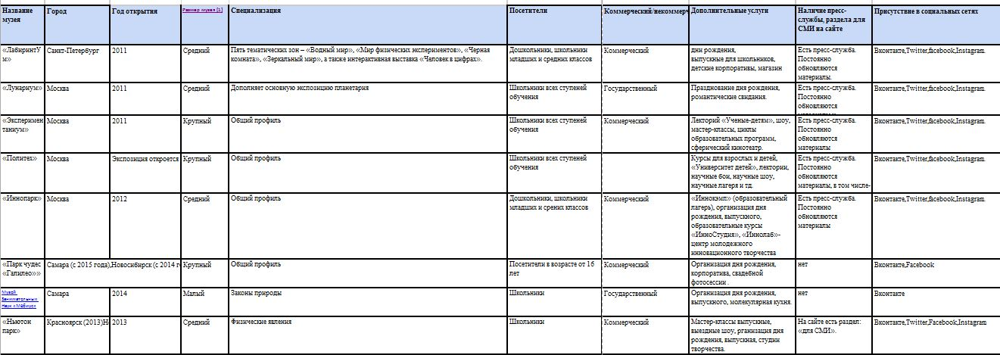 Название музея
Город
Год открытия
Размер музея [1]
Специализация
Посетители
Коммерческий/некоммерч
Дополнительные услуги
Наличие пресс-
службы, раздела для
СМИ на сайте
Присутствие в социальных сетях
«ЛабиринтУ
м»
Санкт-Петербург
2011
Средний
Пять тематических зон – «Водный мир», «Мир физических экспериментов», «Черная
комната», «Зеркальный мир», а также интерактивная выставка «Человек в цифрах».
Дошкольники, школьники
младших и средних классов
Коммерческий
дни рождения,
выпускные для школьников,
детские корпоративы, магазин
Есть пресс-служба.
Постоянно
обновляются
материалы.
Вконтакте,Twitter,facebook,Instagram
«Лунариум»
Москва
2011
Средний
Дополняет основную экспозицию планетария
Школьники всех ступеней
обучения
Государственный
Празднование дня рождения,
романтические свидания.
Есть пресс-служба.
Постоянно
обновляются
Вконтакте,Twitter,facebook,Instagram
«Эксперимен
таниум»
Москва
2011
Крупный
Общий профиль
Школьники всех ступеней
обучения
Коммерческий
Лекторий «Ученые-детям», шоу,
мастер-классы, циклы
образовательных программ,
сферический кинотеатр.
Есть пресс-служба.
Постоянно
обновляются
материалы
Вконтакте,Twitter,facebook,Instagram
«Политех»
Москва
Экспозиция откроется
Крупный
Общий профиль
Школьники всех ступеней
обучения
Курсы для взрослых и детей,
«Университет детей», лектории,
научные бои, научные шоу,
научные лагеря и тд.
Есть пресс-служба.
Постоянно
обновляются
материалы, в том числе-
Вконтакте,Twitter,facebook,Instagram
«Иннопарк»
Москва
2012
Средний
Общий профиль
Дошкольники, школьники
младших и срених классов
Коммерческий
«Иннокэмп» (образовательный
лагерь), организация дня
рождения, выпускного,
образовательные курсы
«ИнноСтудия», «Иннолаб»-
центр молодежного
инновационного творчества
Есть пресс-служба.
Постоянно
обновляются
материалы
Вконтакте,Twitter,facebook,Instagram
«Парк чудес
«Галилео»»
Самара (с 2015 года),Новосибирск (с 2014 г
Крупный
Общий профиль
Посетители в возрасте от 16
лет
Коммерческий
Организация дня рождения,
корпоратива, свадебной
фотосессии .
нет
Вконтакте,Facebook
Музей
Занимательных
Наук «Мёбиус»
Самара
2014
Малый
Законы природы
Школьники
Государственный
Организация дня рождения,
выпускного, молекулярная кухня.
нет
Вконтакте
«Ньютон
парк»
Красноярск (2013)Н
2013
Средний
Физические явления
Школьники
Коммерческий
Мастер-классы выпускные,
выездные шоу, рганизация дня
рождения, выпускная, студии
творчества.
На сайте есть раздел:
«для СМИ».
Вконтакте,Twitter,Facebook,Instagram